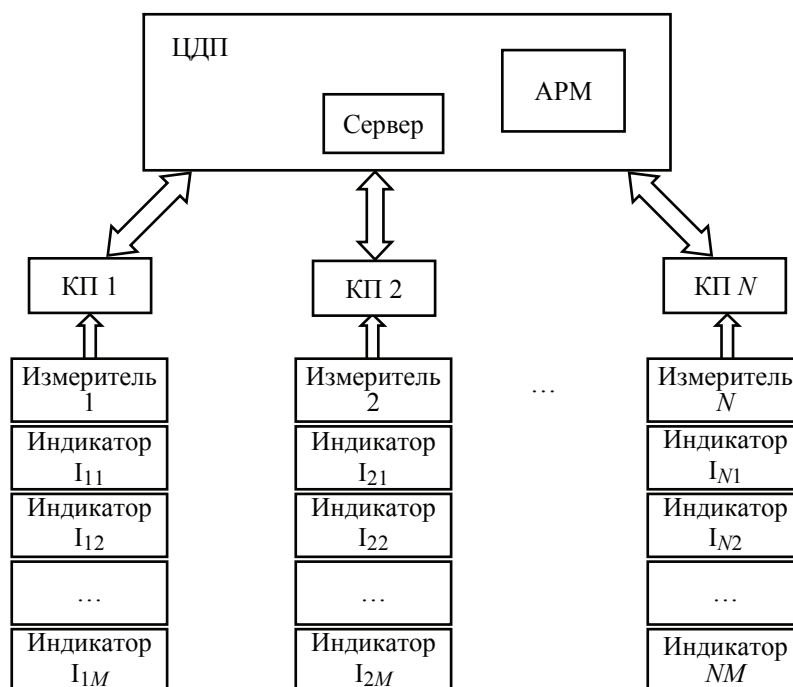 ЦДП
АРМ
Сервер
КП 1
КП 2
КП N
Измеритель
1
Измеритель
2
…
Измеритель
N
Индикатор
I11
Индикатор
I21
Индикатор
IN1
Индикатор
I12
Индикатор
I22
Индикатор
IN2
…
…
…
Индикатор
I1M
Индикатор
I2M
Индикатор
NM